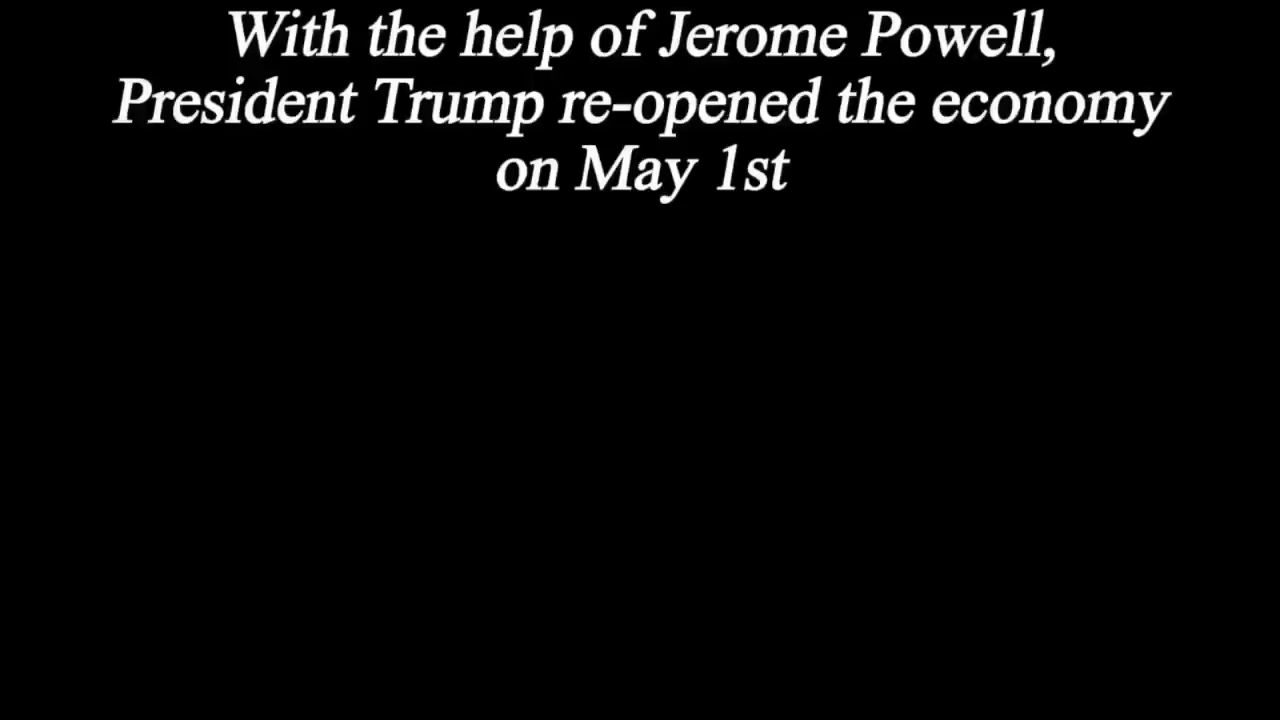 With the help of Jerome Powell,
President Trump re-opened the economy
on May 1st